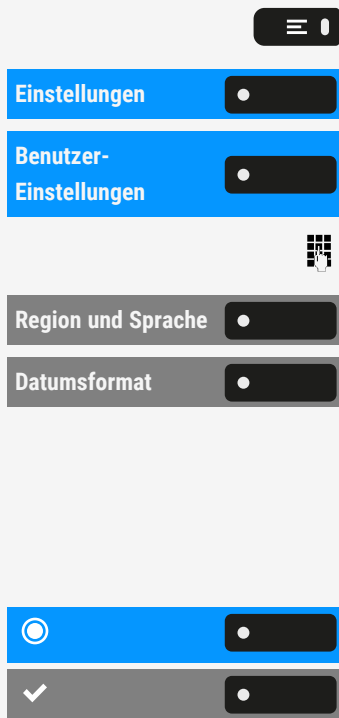 Einstellungen
Benutzer-
Einstellungen
Region und Sprache
Datumsformat